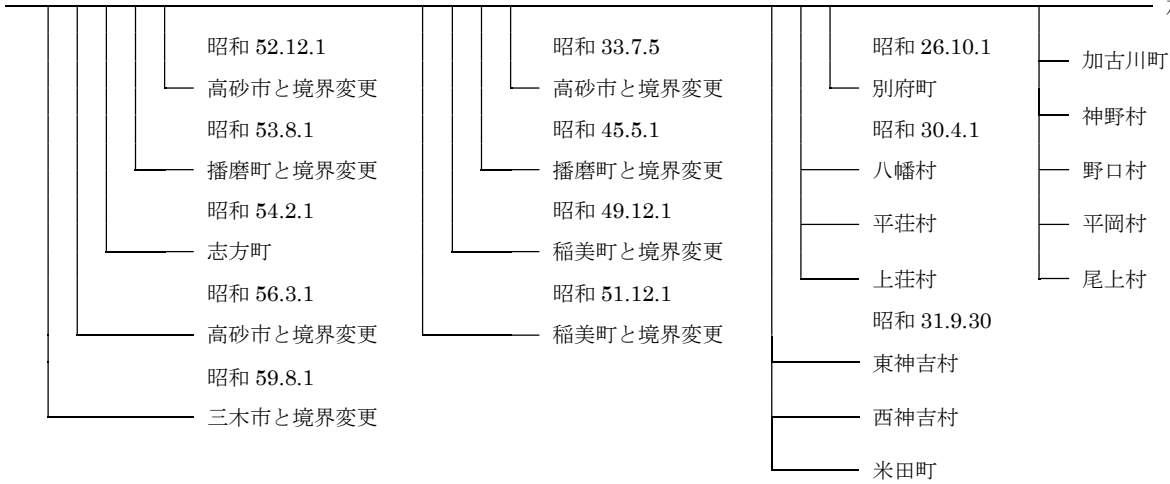 昭和 52.12.1
高砂市と境界変更
昭和 53.8.1
播磨町と境界変更
昭和 54.2.1
志方町
昭和 56.3.1
高砂市と境界変更
昭和 59.8.1
三木市と境界変更
昭和 33.7.5
高砂市と境界変更
昭和 45.5.1
播磨町と境界変更
昭和 49.12.1
稲美町と境界変更
昭和 51.12.1
稲美町と境界変更
昭和 26.10.1
別府町
昭和 30.4.1
八幡村
平荘村
上荘村
昭和 31.9.30
東神吉村
西神吉村
米田町
加古川町
神野村
野口村
平岡村
尾上村